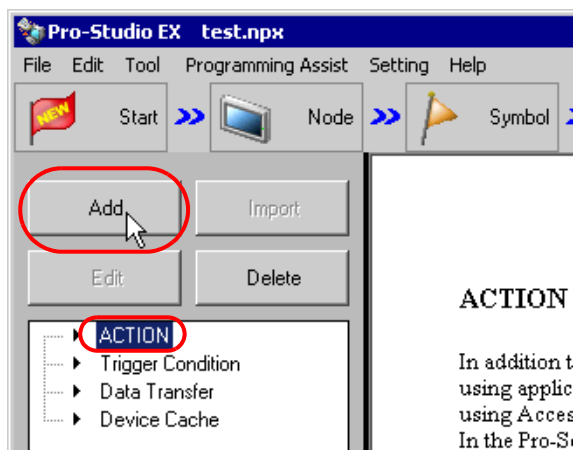 Pro-Studio EX test.npx
File Edit Tool Programming Assist Setting Help
NEW Start Node Symbol
Add Import
Edit Delete
ACTION
Trigger Condition
Data Transfer
Device Cache
ACTION
In addition t
using applic
using Acces
In the Pro-S